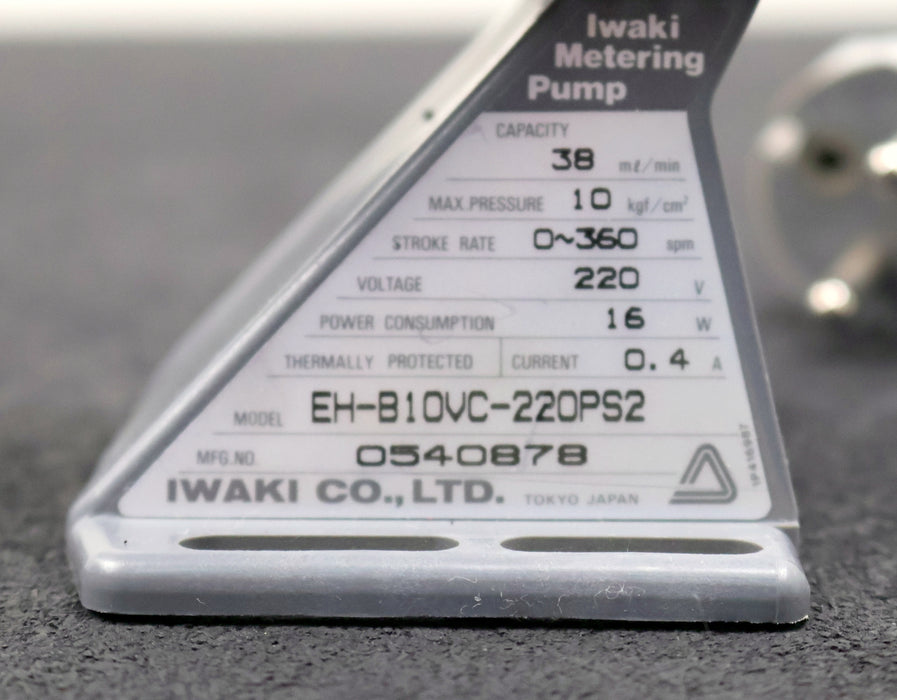 Iwaki
Metering
Pump
CAPACITY 38 mℓ/min
MAX.PRESSURE 10 kgf/cm²
STROKE RATE 0~360 spm
VOLTAGE 220 V
POWER CONSUMPTION 16 W
THERMALLY PROTECTED CURRENT 0.4 A
MODEL EH-B10VC-220PS2
MFG.NO. 0540878
IWAKI CO.,LTD. TOKYO JAPAN